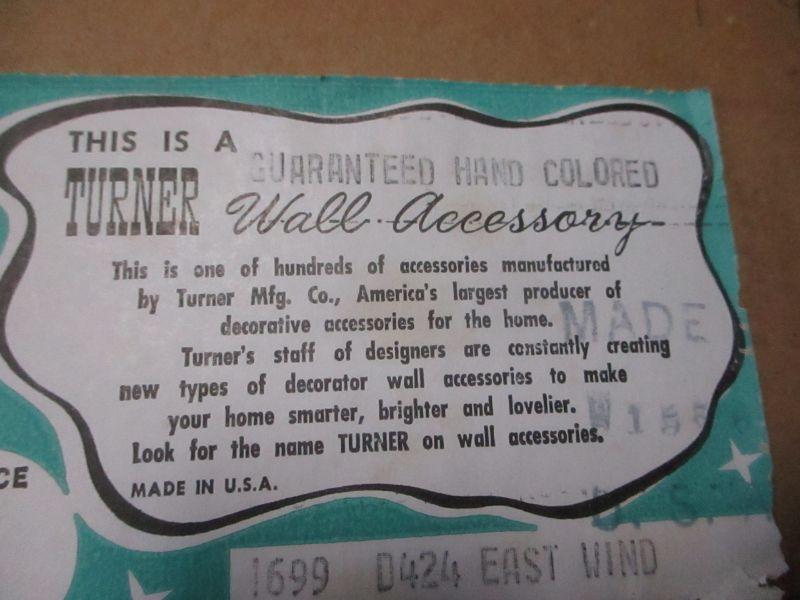 THIS IS A
GUARANTEED HAND COLORED
TURNER Wall Accessory
This is one of hundreds of accessories manufactured
by Turner Mfg. Co., America's largest producer of
decorative accessories for the home.
MADE
Turner's staff of designers are constantly creating
new types of decorator wall accessories to make
your home smarter, brighter and lovelier.
Look for the name TURNER on wall accessories.
MADE IN U.S.A.
CE
1699 D424 EAST WIND